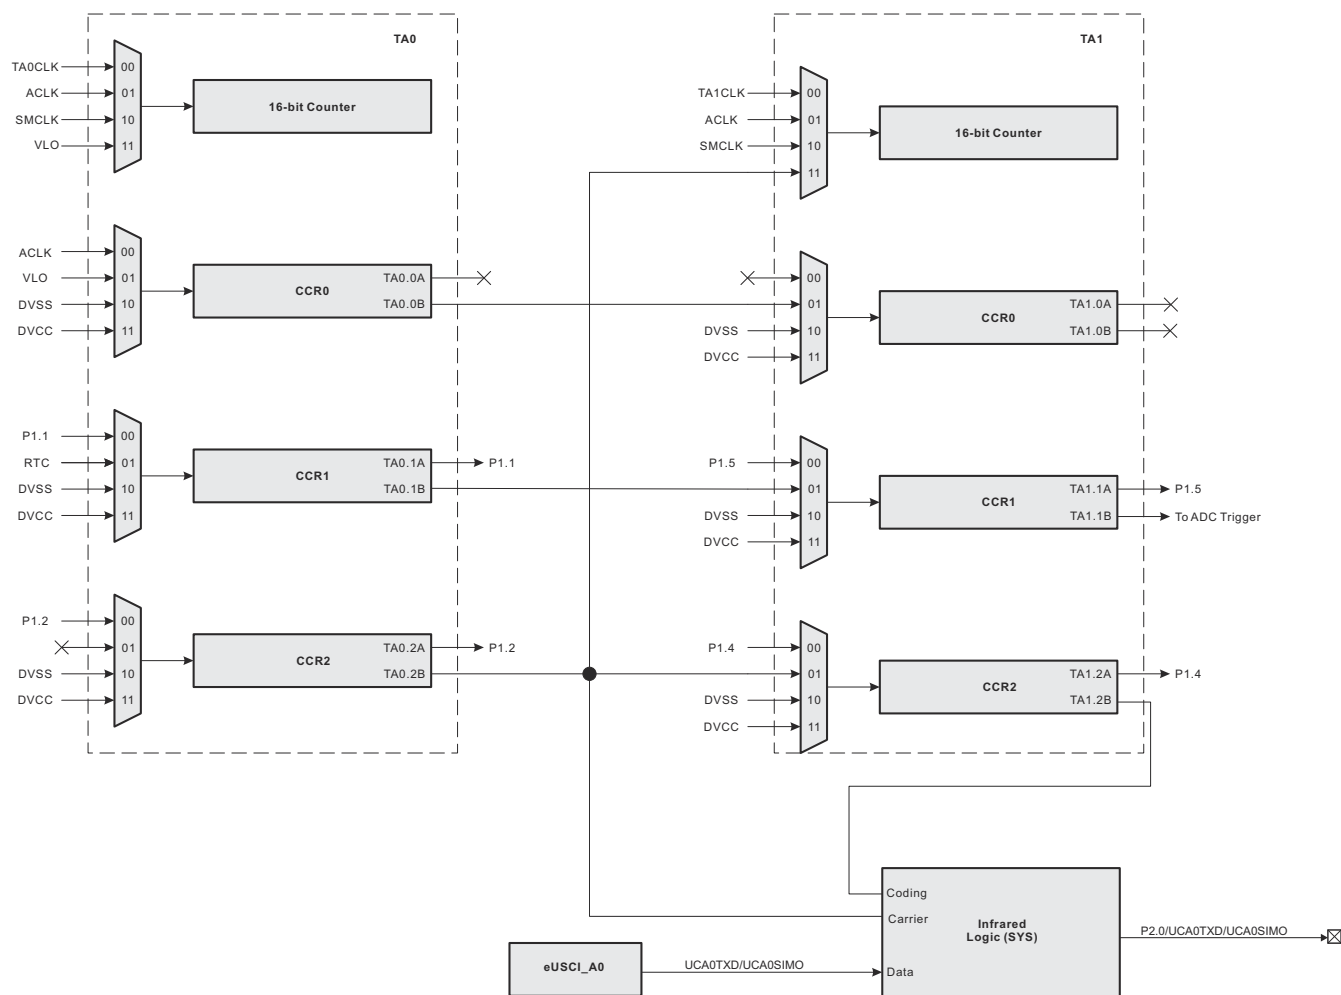 TA0
TA0CLK 00
ACLK 01
SMCLK 10
VLO 11
16-bit Counter
ACLK 00
VLO 01
DVSS 10
DVCC 11
CCR0
TA0.0A
TA0.0B
P1.1 00
RTC 01
DVSS 10
DVCC 11
CCR1
TA0.1A P1.1
TA0.1B
P1.2 00
01
DVSS 10
DVCC 11
CCR2
TA0.2A P1.2
TA0.2B
TA1
TA1CLK 00
ACLK 01
SMCLK 10
11
16-bit Counter
00
01
DVSS 10
DVCC 11
CCR0
TA1.0A
TA1.0B
P1.5 00
01
DVSS 10
DVCC 11
CCR1
TA1.1A P1.5
TA1.1B To ADC Trigger
P1.4 00
01
DVSS 10
DVCC 11
CCR2
TA1.2A P1.4
TA1.2B
Coding
Carrier
Data
Infrared
Logic (SYS)
P2.0/UCA0TXD/UCA0SIMO
eUSCI_A0
UCA0TXD/UCA0SIMO